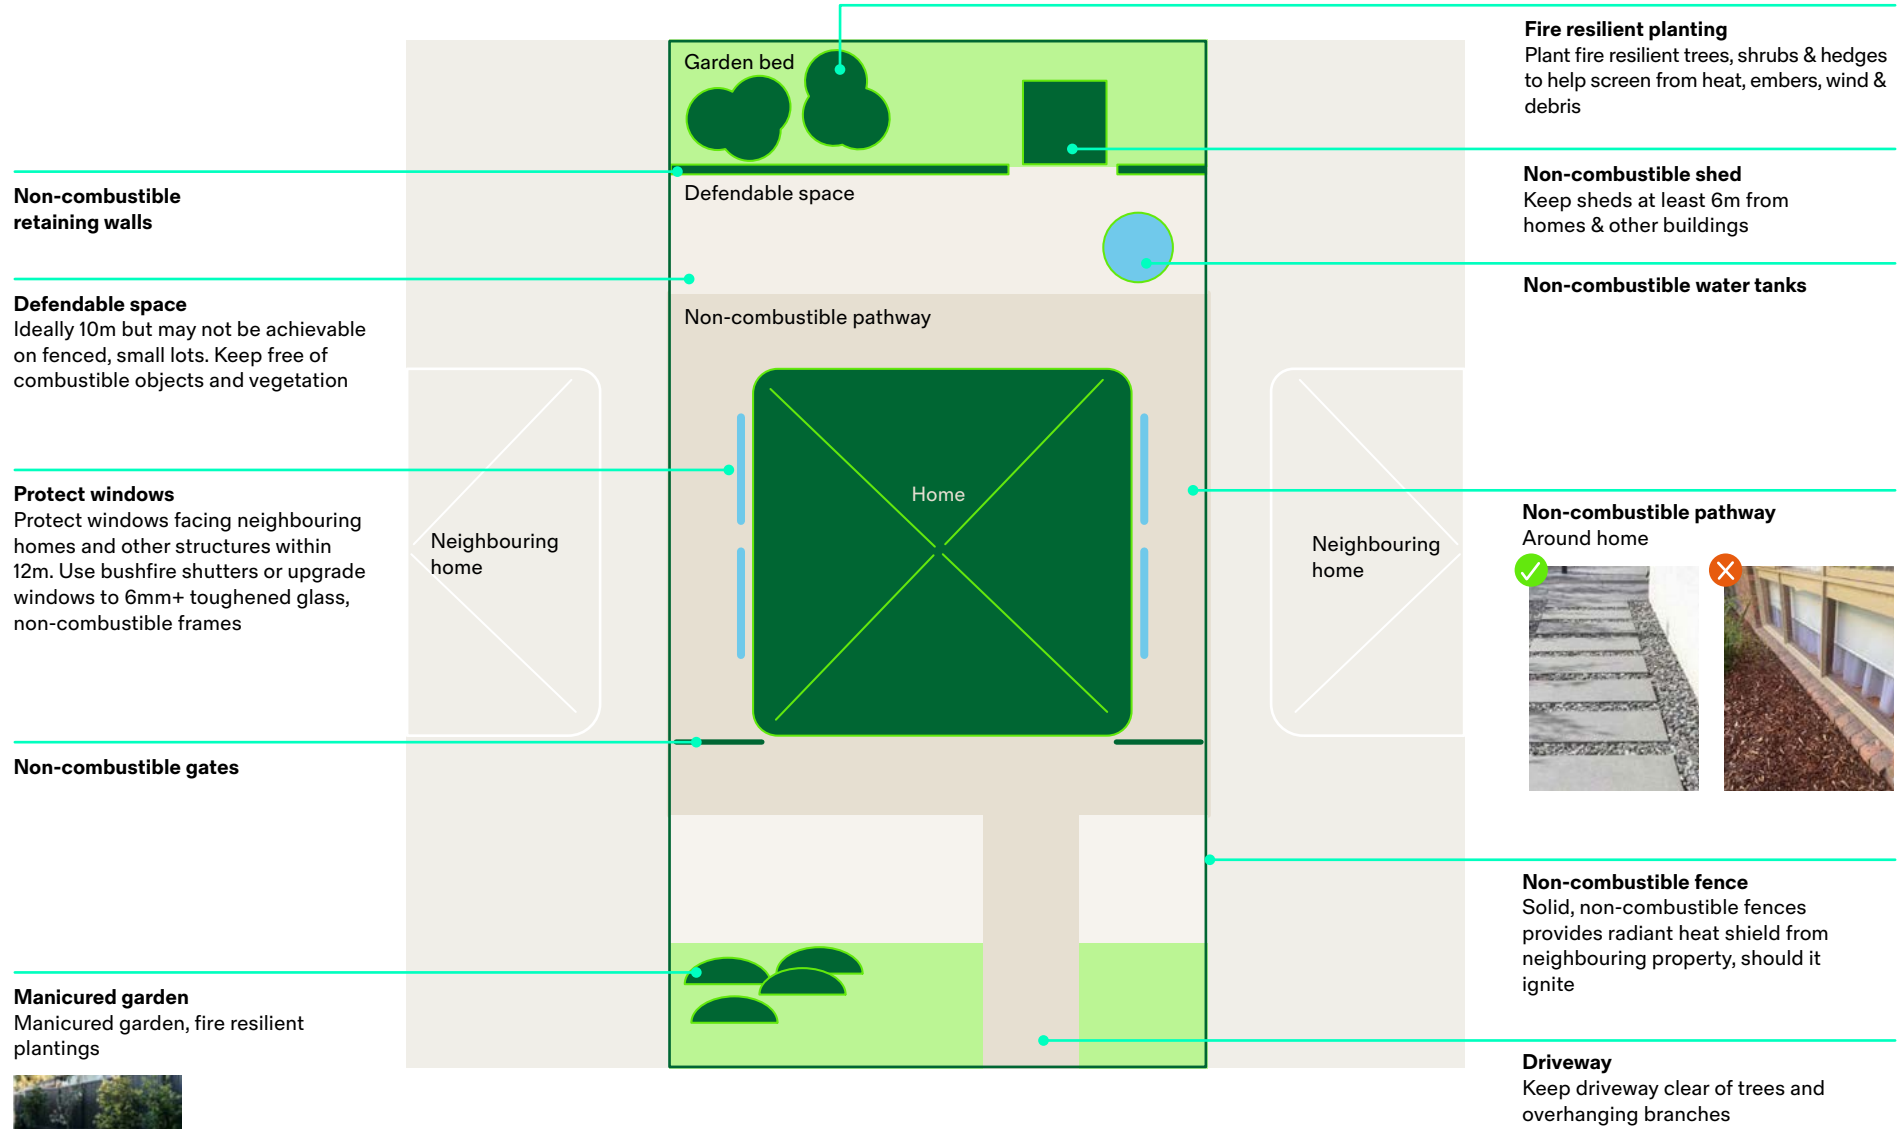 Fire resilient planting
Plant fire resilient trees, shrubs & hedges
to help screen from heat, embers, wind &
debris
Garden bed
Non-combustible shed
Keep sheds at least 6m from
homes & other buildings
Non-combustible
retaining walls
Defendable space
Non-combustible water tanks
Defendable space
Ideally 10m but may not be achievable
on fenced, small lots. Keep free of
combustible objects and vegetation
Non-combustible pathway
Protect windows
Protect windows facing neighbouring
homes and other structures within
12m. Use bushfire shutters or upgrade
windows to 6mm+ toughened glass,
non-combustible frames
Neighbouring
home
Home
Neighbouring
home
Non-combustible pathway
Around home
Non-combustible gates
Non-combustible fence
Solid, non-combustible fences
provides radiant heat shield from
neighbouring property, should it
ignite
Manicured garden
Manicured garden, fire resilient
plantings
Driveway
Keep driveway clear of trees and
overhanging branches